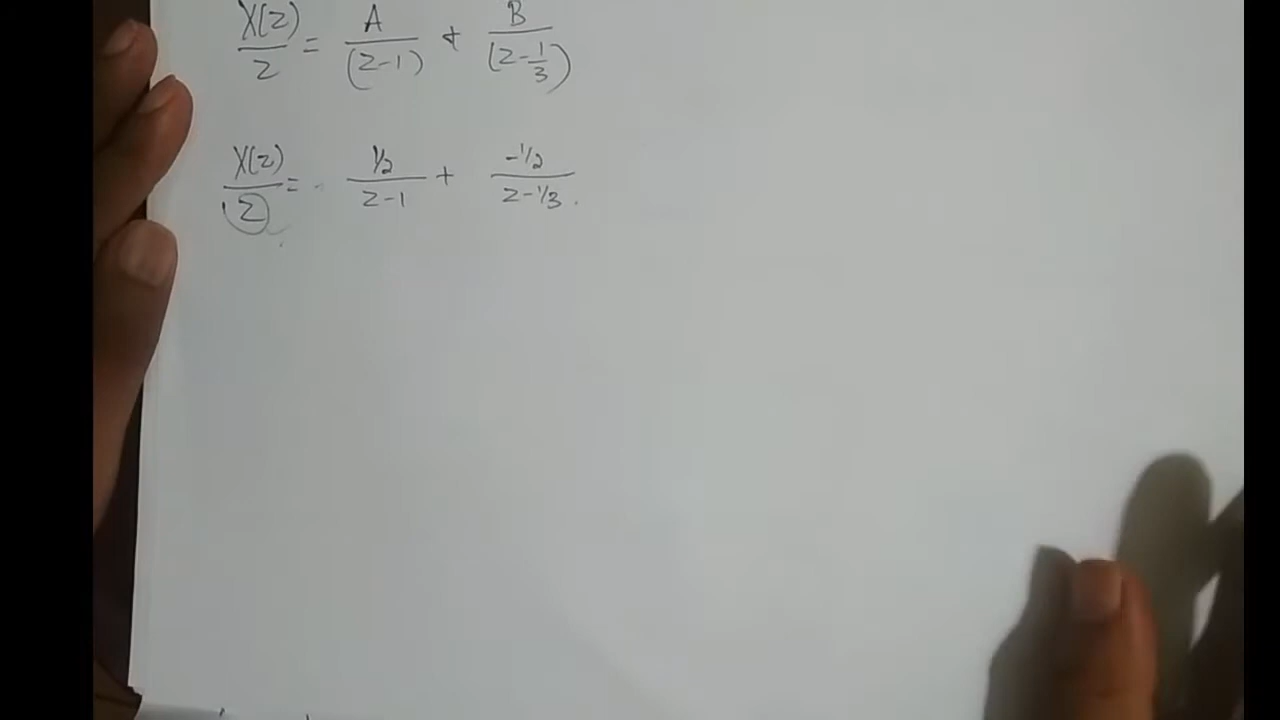 X(z)/z = A/(z-1) + B/(z-1/3)
X(z)/z = 1/2/z-1 + -1/2/z-1/3.